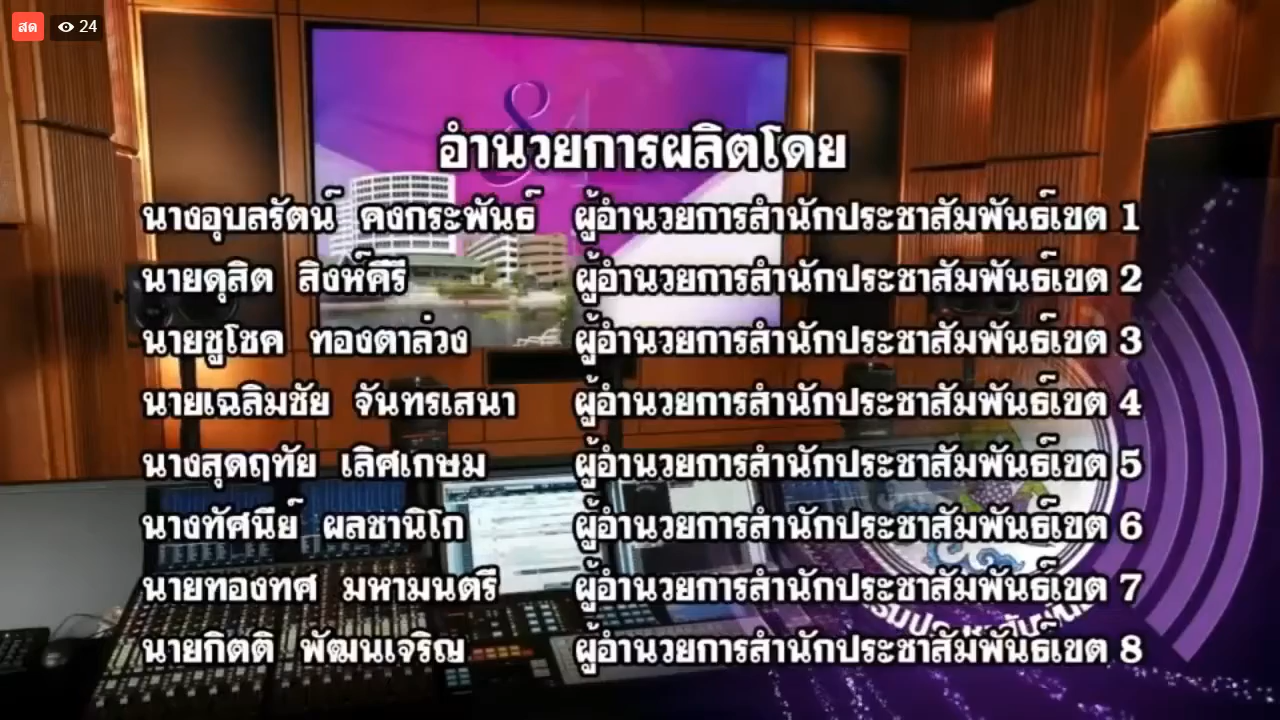 สด 24
84
อำนวยการผลิตโดย
นางอุบลรัตน์ คงกระพันธ์ ผู้อำนวยการสำนักประชาสัมพันธ์เขต 1
นายดุสิต สิงห์คีรี ผู้อำนวยการสำนักประชาสัมพันธ์เขต 2
นายชูโชค ทองตาล่วง ผู้อำนวยการสำนักประชาสัมพันธ์เขต 3
นายเฉลิมชัย จันทรเสนา ผู้อำนวยการสำนักประชาสัมพันธ์เขต 4
นางสุดฤทัย เลิศเกษม ผู้อำนวยการสำนักประชาสัมพันธ์เขต 5
นางทัศนีย์ ผลชานิโก ผู้อำนวยการสำนักประชาสัมพันธ์เขต 6
นายทองทศ มหามนตรี ผู้อำนวยการสำนักประชาสัมพันธ์เขต 7
นายกิตติ พัฒนเจริญ ผู้อำนวยการสำนักประชาสัมพันธ์เขต 8